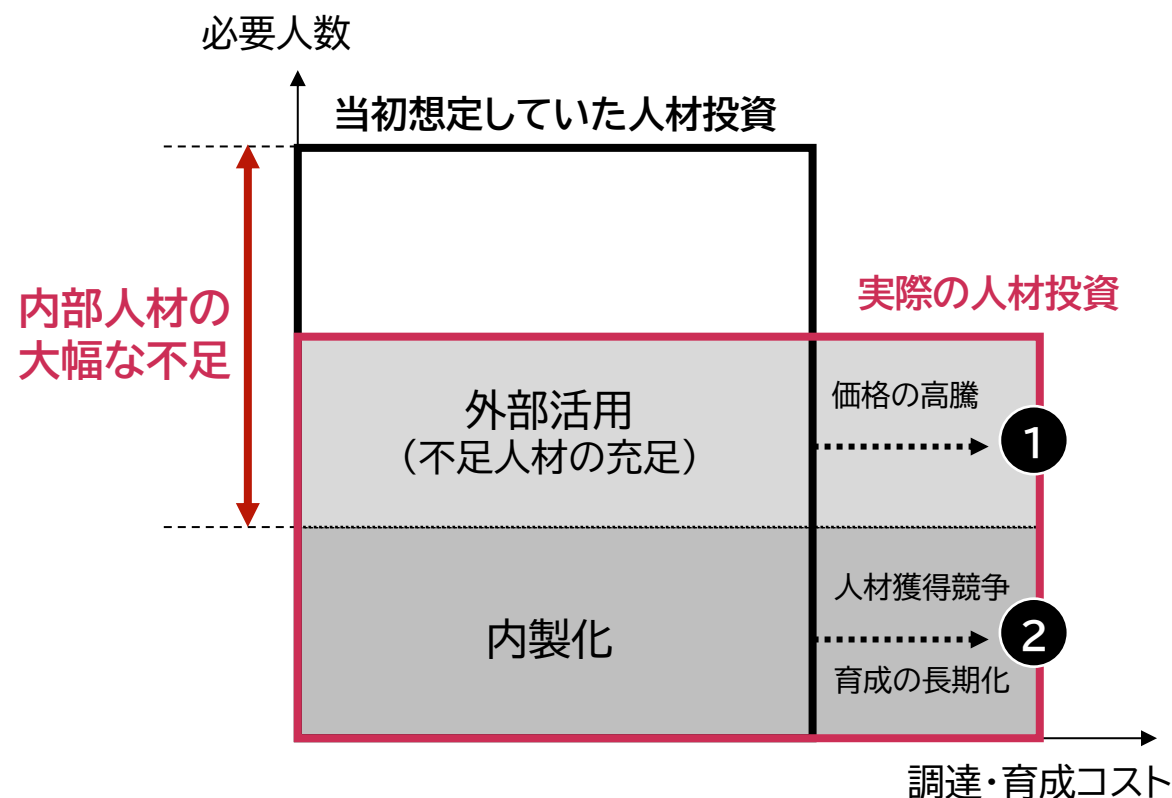 必要人数
当初想定していた人材投資
内部人材の
大幅な不足
実際の人材投資
外部活用
（不足人材の充足）
価格の高騰
1
内製化
人材獲得競争
2
育成の長期化
調達・育成コスト